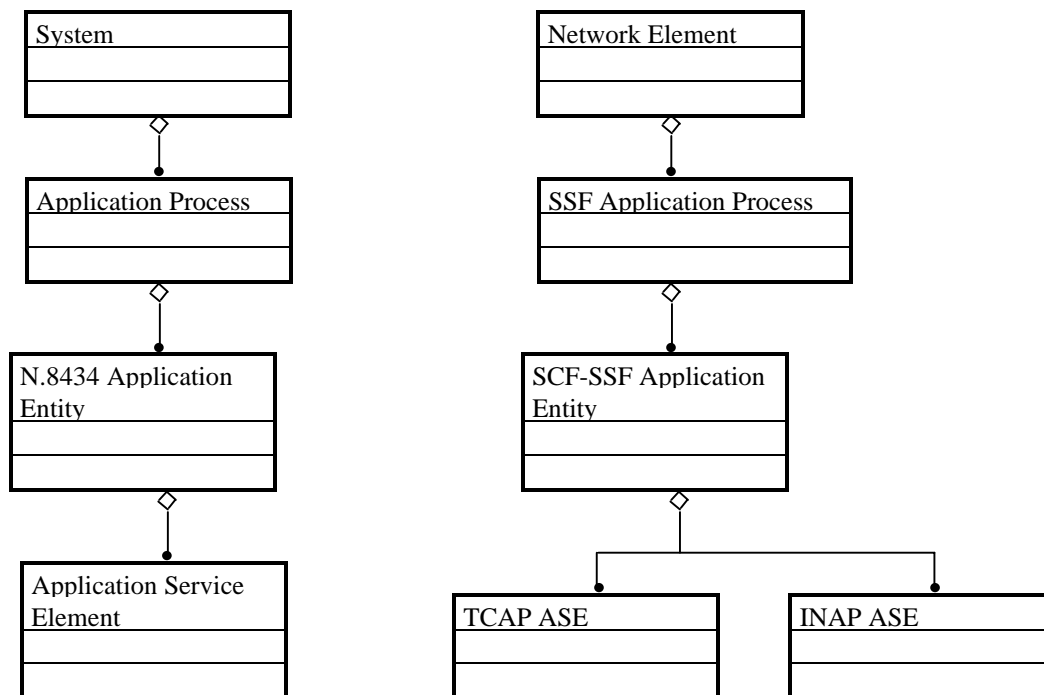 System
Network Element
Application Process
SSF Application Process
N.8434 Application
Entity
SCF-SSF Application
Entity
Application Service
Element
TCAP ASE
INAP ASE